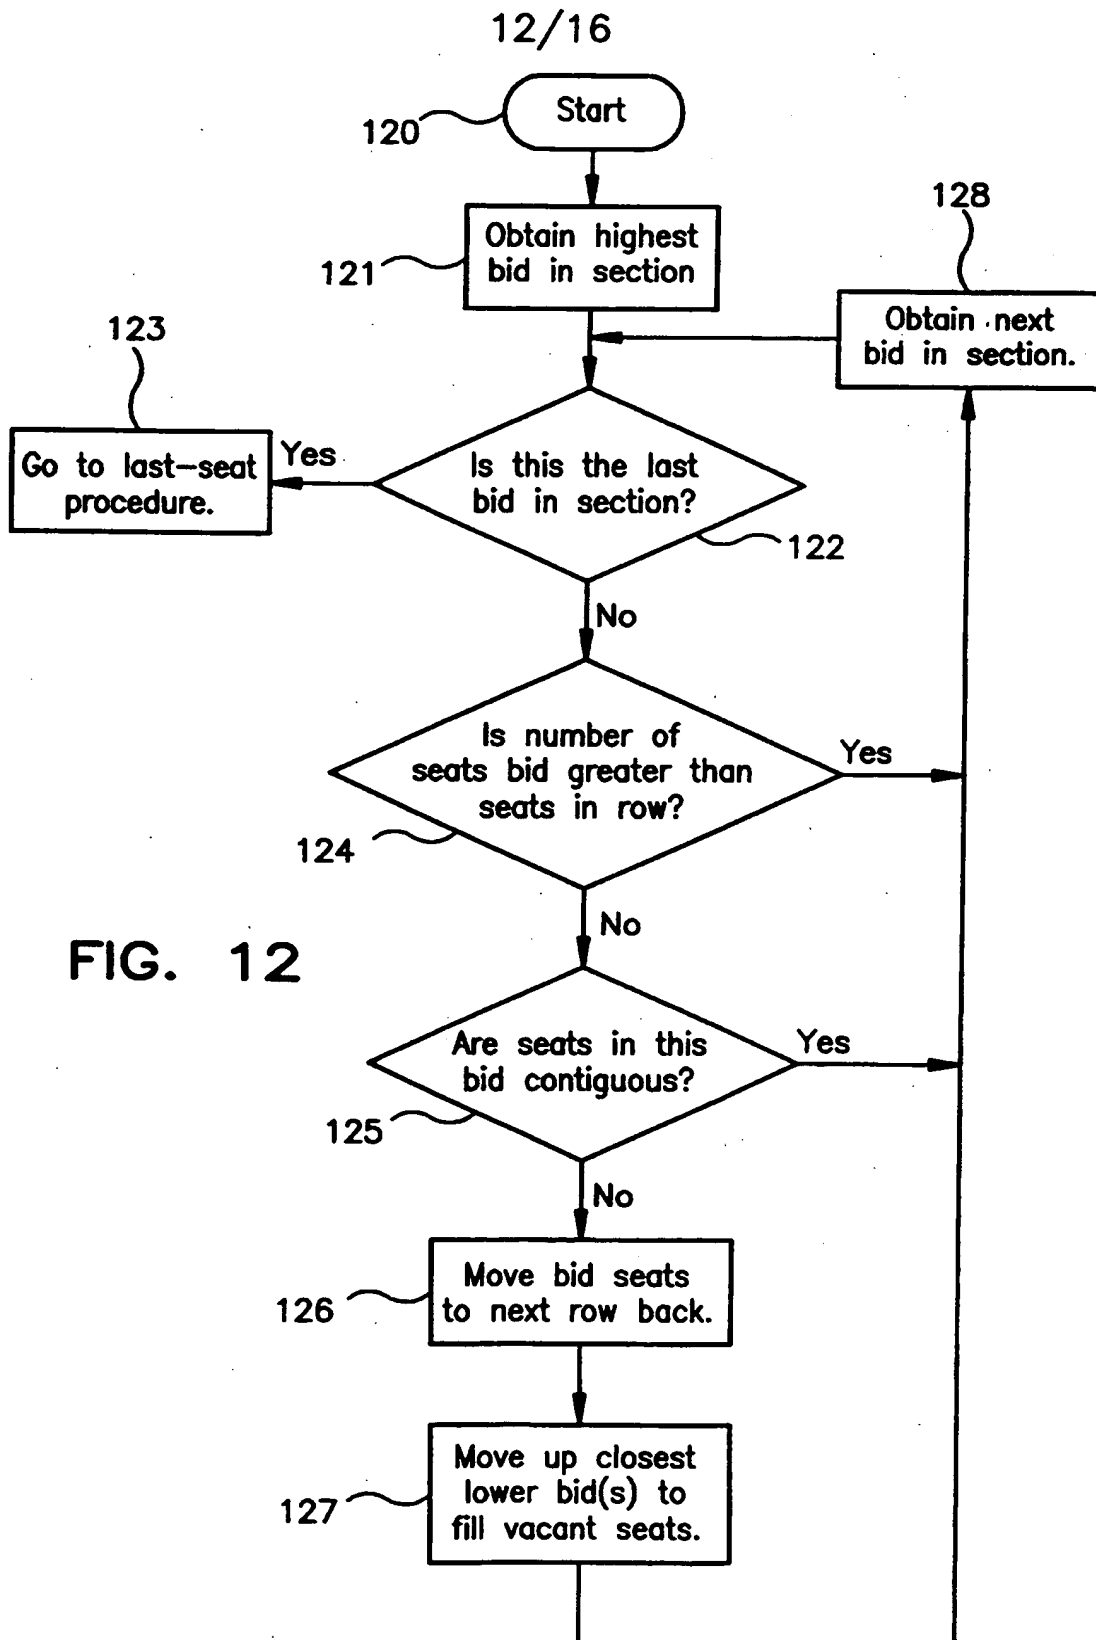 12/16
Start
120
128
Obtain highest
bid in section
121
Obtain next
bid in section.
123
Go to last-seat
procedure.
Yes
Is this the last
bid in section?
122
No
Is number of
seats bid greater than
seats in row?
Yes
124
No
FIG. 12
Are seats in this
bid contiguous?
Yes
125
No
Move bid seats
to next row back.
126
Move up closest
lower bid(s) to
fill vacant seats.
127